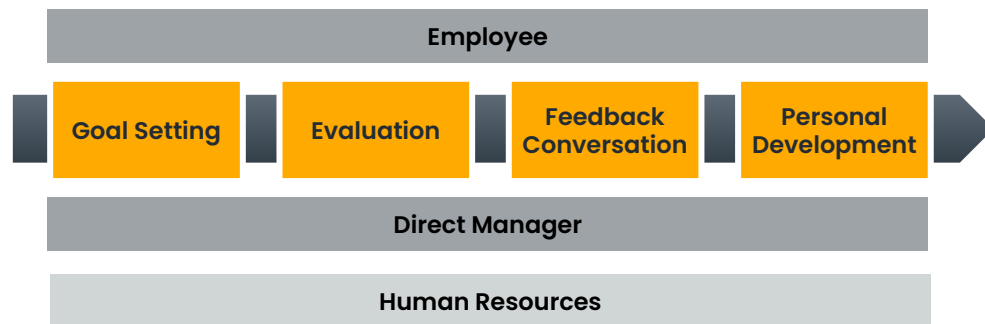 Employee
Goal Setting
Evaluation
Feedback
Conversation
Personal
Development
Direct Manager
Human Resources